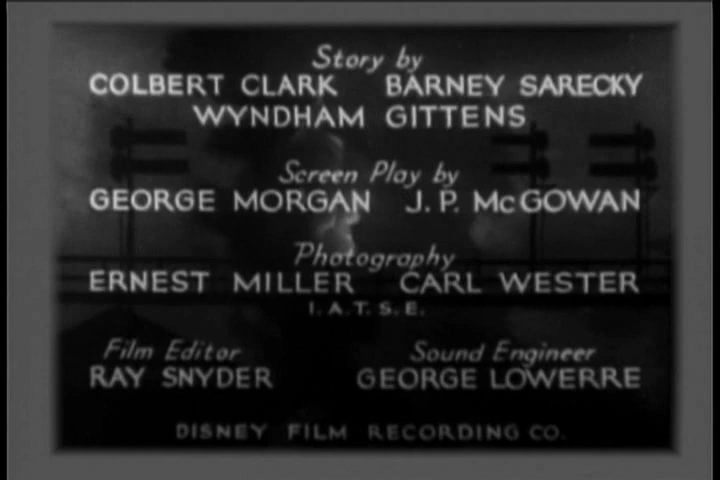 Story by
COLBERT CLARK BARNEY SARECKY
WYNDHAM GITTENS
Screen Play by
GEORGE MORGAN J. P. McGOWAN
Photography
ERNEST MILLER CARL WESTER
I. A. T. S. E.
Film Editor Sound Engineer
RAY SNYDER GEORGE LOWERRE
DISNEY FILM RECORDING CO.